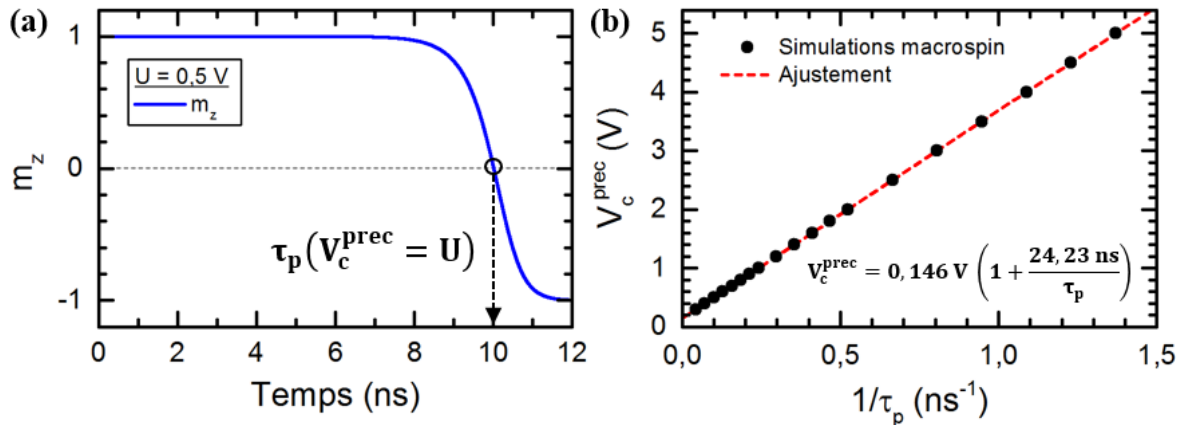 (a)
1
0
-1
m_z
U = 0,5 V
m_z
τ_p(V_c^prec = U)
0 2 4 6 8 10 12
Temps (ns)
(b)
5
4
3
2
1
0
V_c^prec (V)
Simulations macrospin
Ajustement
V_c^prec = 0,146 V (1 + 24,23 ns / τ_p)
0,0 0,5 1,0 1,5
1/τ_p (ns^-1)